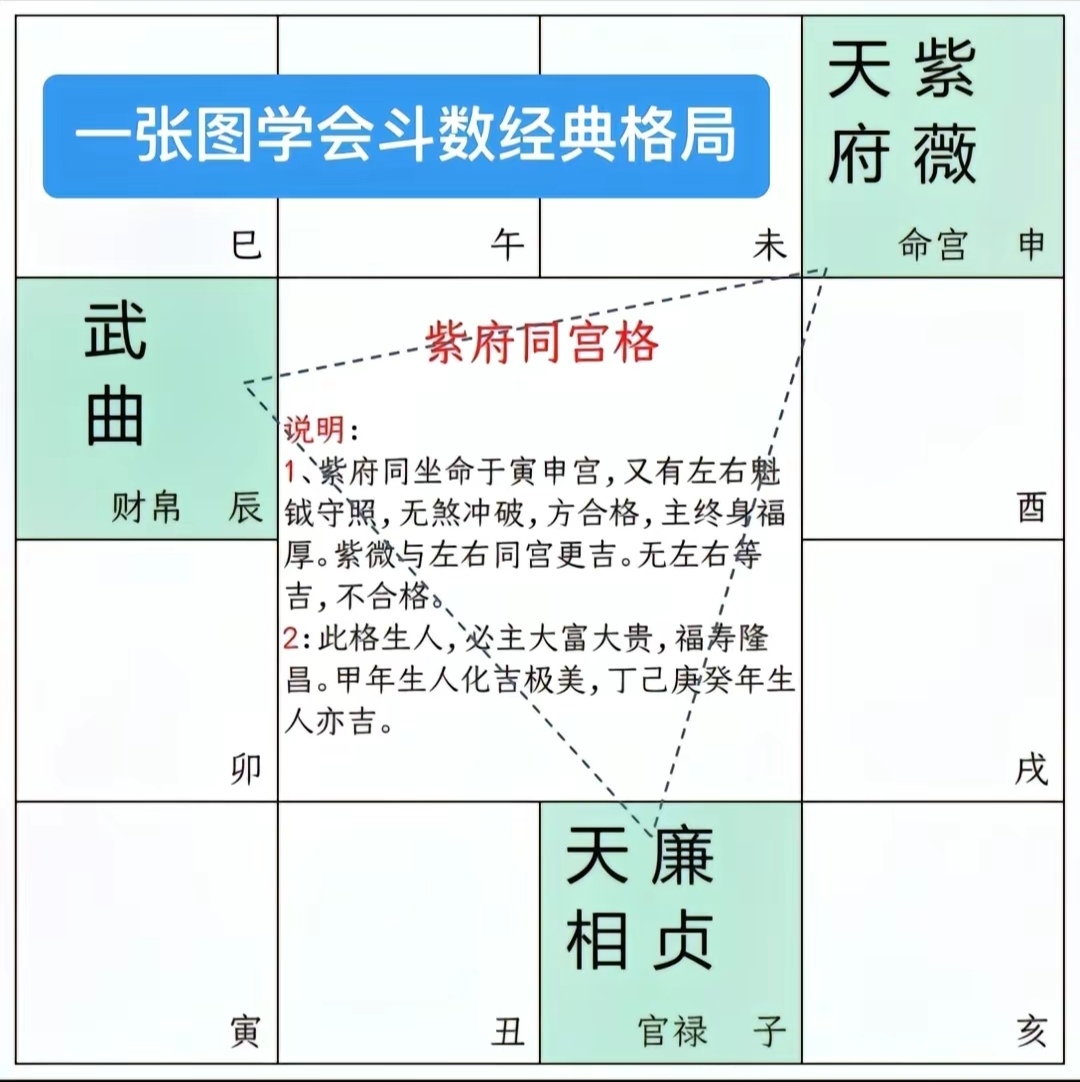 一张图学会斗数经典格局
巳
午
未
天 紫
府 薇
命宫 申
武
曲
财帛 辰
紫府同宫格
说明:
1、紫府同坐命于寅申宫,又有左右魁
钺守照,无煞冲破,方合格,主终身福
厚。紫微与左右同宫更吉。无左右等
吉,不合格。
2:此格生人,必主大富大贵,福寿隆
昌。甲年生人化吉极美,丁己庚癸年生
人亦吉。
酉
卯
戌
寅
丑
天 廉
相 贞
官禄 子
亥